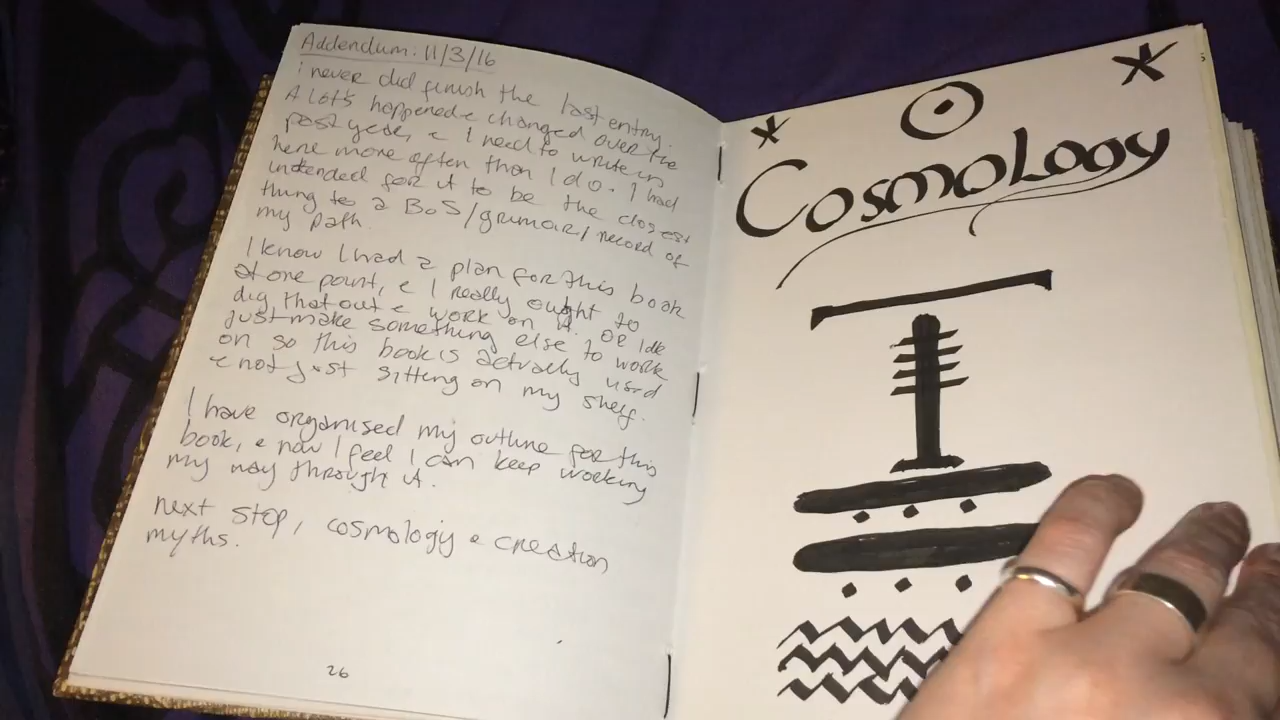 Addendum: 11/3/16
i never did finish the last entry.
A lot's happened & changed over the
past year, & I need to write in
here more often than I do. I had
intended for it to be the closest
thing to a BoS/grimoir/record of
my path.
I know I had a plan for this book
at one point, & I really ought to
dig that out & work on it. OR idk
just make something else to work
on so this book is actually used
& not just sitting on my shelf.
I have organised my outline for this
book, & now I feel I can keep working
my way through it.
next stop, cosmology & creation
myths.
26
Cosmology